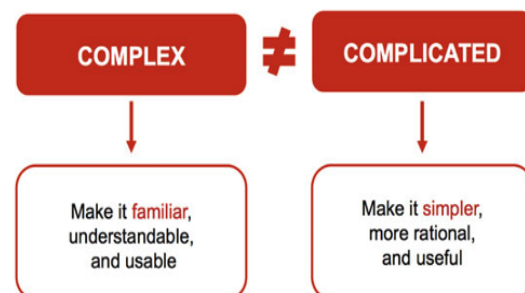 COMPLEX ≠ COMPLICATED
Make it familiar,
understandable,
and usable
Make it simpler,
more rational,
and useful